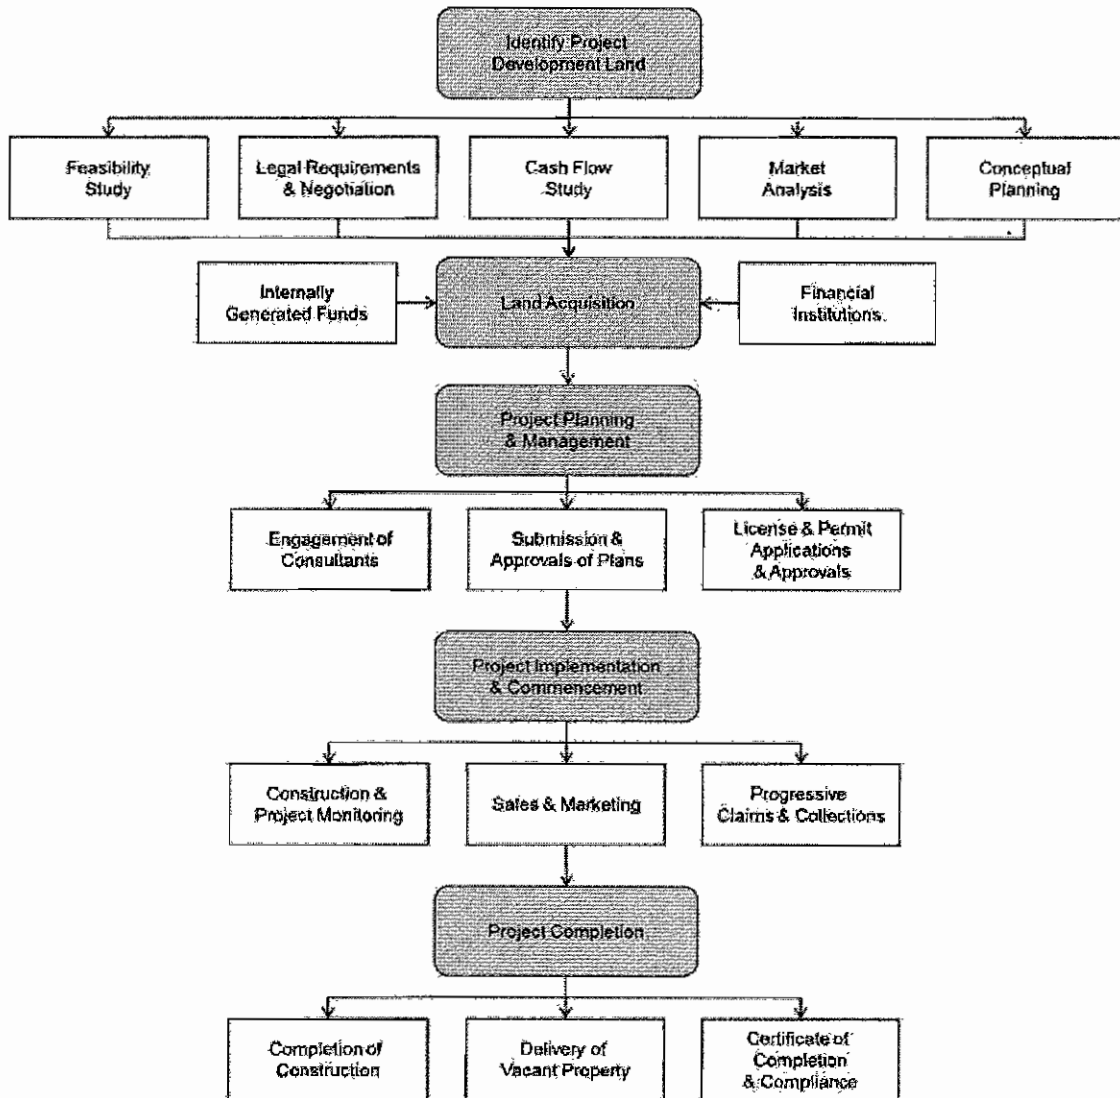 Identify Project
Development Land
Feasibility
Study
Legal Requirements
& Negotiation
Cash Flow
Study
Market
Analysis
Conceptual
Planning
Internally
Generated Funds
Land Acquisition
Financial
Institutions
Project Planning
& Management
Engagement of
Consultants
Submission &
Approvals of Plans
License & Permit
Applications
& Approvals
Project Implementation
& Commencement
Construction &
Project Monitoring
Sales & Marketing
Progressive
Claims & Collections
Project Completion
Completion of
Construction
Delivery of
Vacant Property
Certificate of
Completion
& Compliance